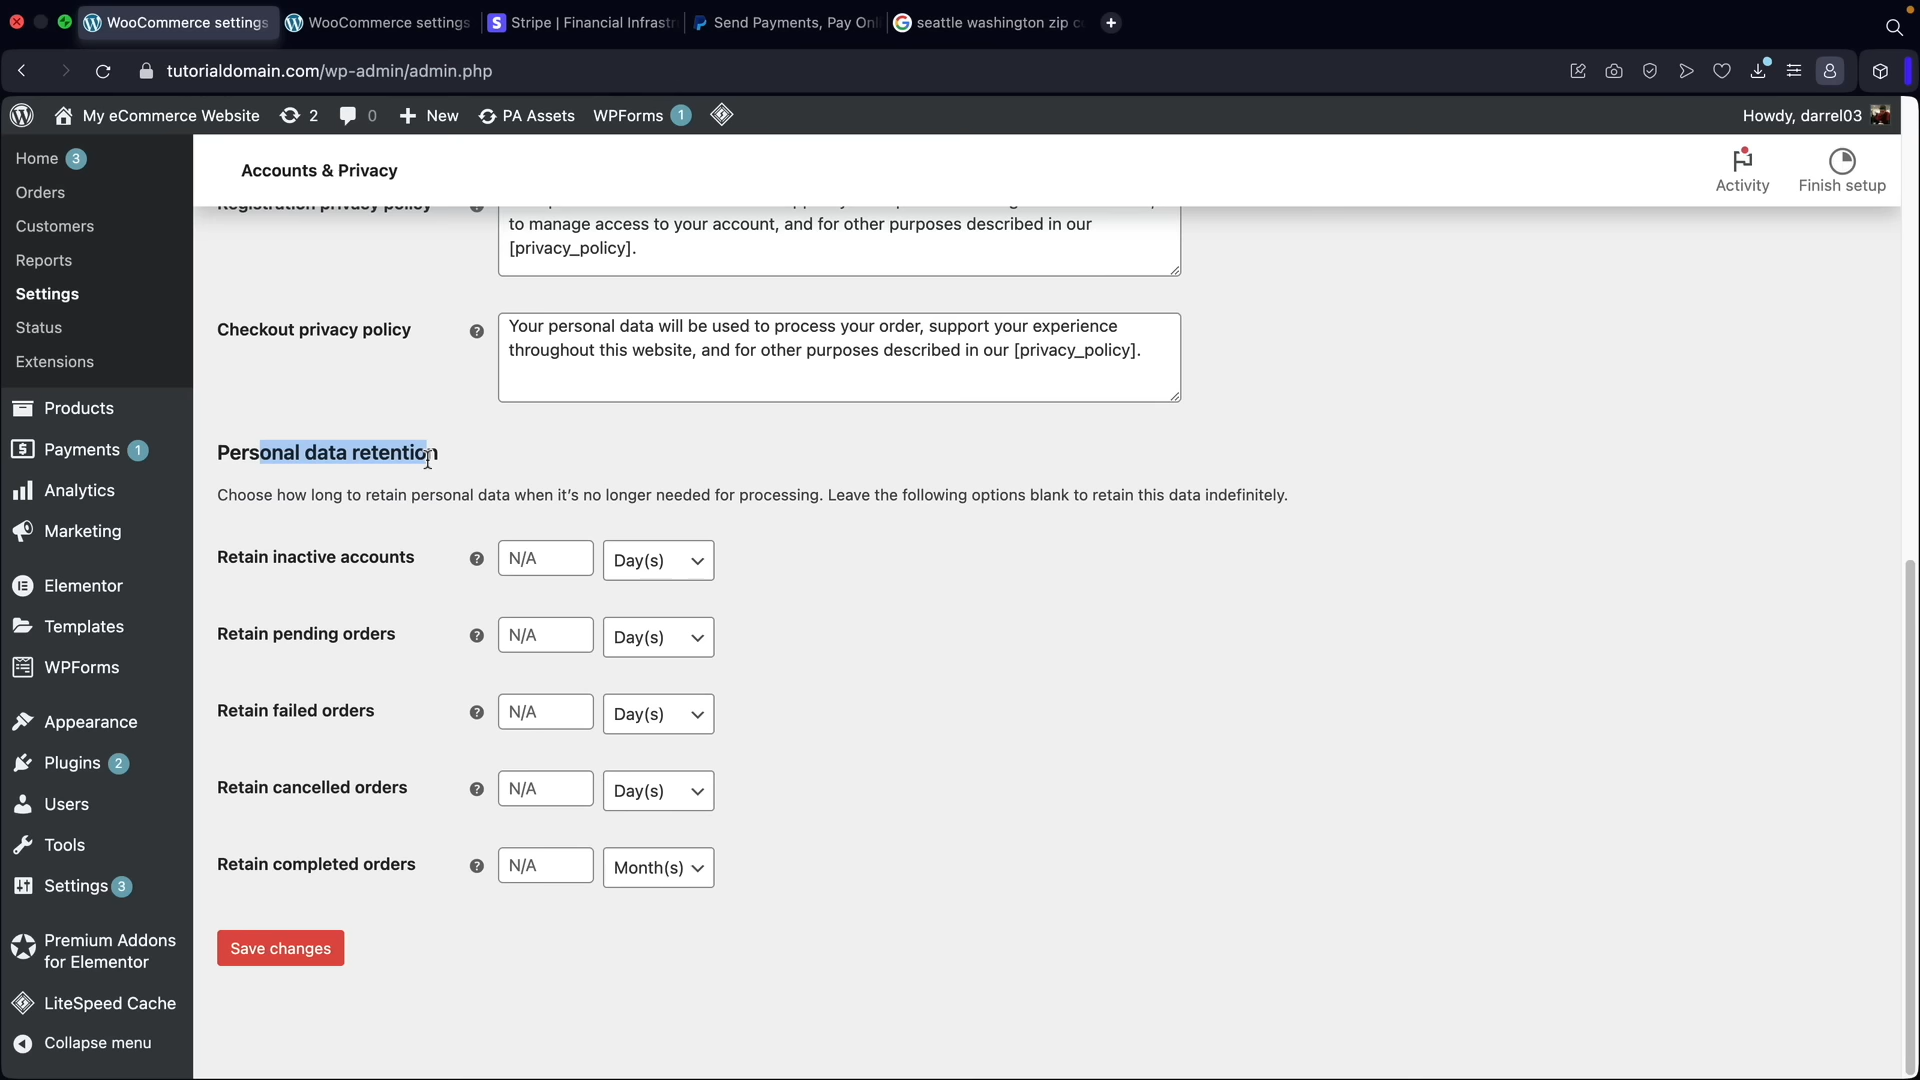 WooCommerce settings
WooCommerce settings
Stripe | Financial Infrast
Send Payments, Pay Onl
seattle washington zip c
tutorialdomain.com/wp-admin/admin.php
My eCommerce Website
2
0
New
PA Assets
WPForms 1
Howdy, darrel03
Home 3
Orders
Customers
Reports
Settings
Status
Extensions
Products
Payments 1
Analytics
Marketing
Elementor
Templates
WPForms
Appearance
Plugins 2
Users
Tools
Settings 3
Premium Addons
for Elementor
LiteSpeed Cache
Collapse menu
Accounts & Privacy
Activity
Finish setup
Registration privacy policy
to manage access to your account, and for other purposes described in our
[privacy_policy].
Checkout privacy policy
Your personal data will be used to process your order, support your experience
throughout this website, and for other purposes described in our [privacy_policy].
Personal data retention
Choose how long to retain personal data when it's no longer needed for processing. Leave the following options blank to retain this data indefinitely.
Retain inactive accounts ? N/A Day(s)
Retain pending orders ? N/A Day(s)
Retain failed orders ? N/A Day(s)
Retain cancelled orders ? N/A Day(s)
Retain completed orders ? N/A Month(s)
Save changes